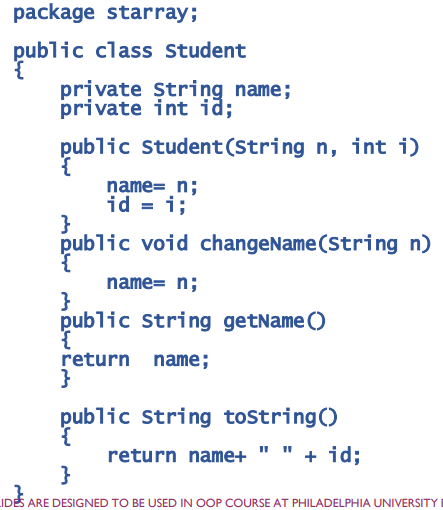 package starray;
public class Student
{
private String name;
private int id;
public Student(String n, int i)
{
name= n;
id = i;
}
public void changeName(String n)
{
name= n;
}
public String getName()
{
return  name;
}
public String toString()
{
return name+ " " + id;
}
}
ARE DESIGNED TO BE USED IN OOP COURSE AT PHILADELPHIA UNIVERSITY